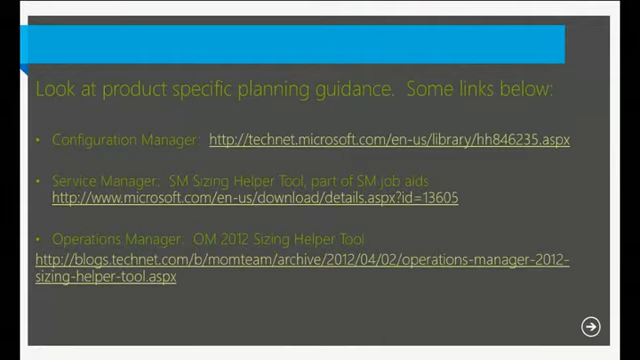 Look at product specific planning guidance.  Some links below:
• Configuration Manager:  http://technet.microsoft.com/en-us/library/hh846235.aspx
• Service Manager:  SM Sizing Helper Tool, part of SM job aids
http://www.microsoft.com/en-us/download/details.aspx?id=13605
• Operations Manager:  OM 2012 Sizing Helper Tool
http://blogs.technet.com/b/momteam/archive/2012/04/02/operations-manager-2012-
sizing-helper-tool.aspx